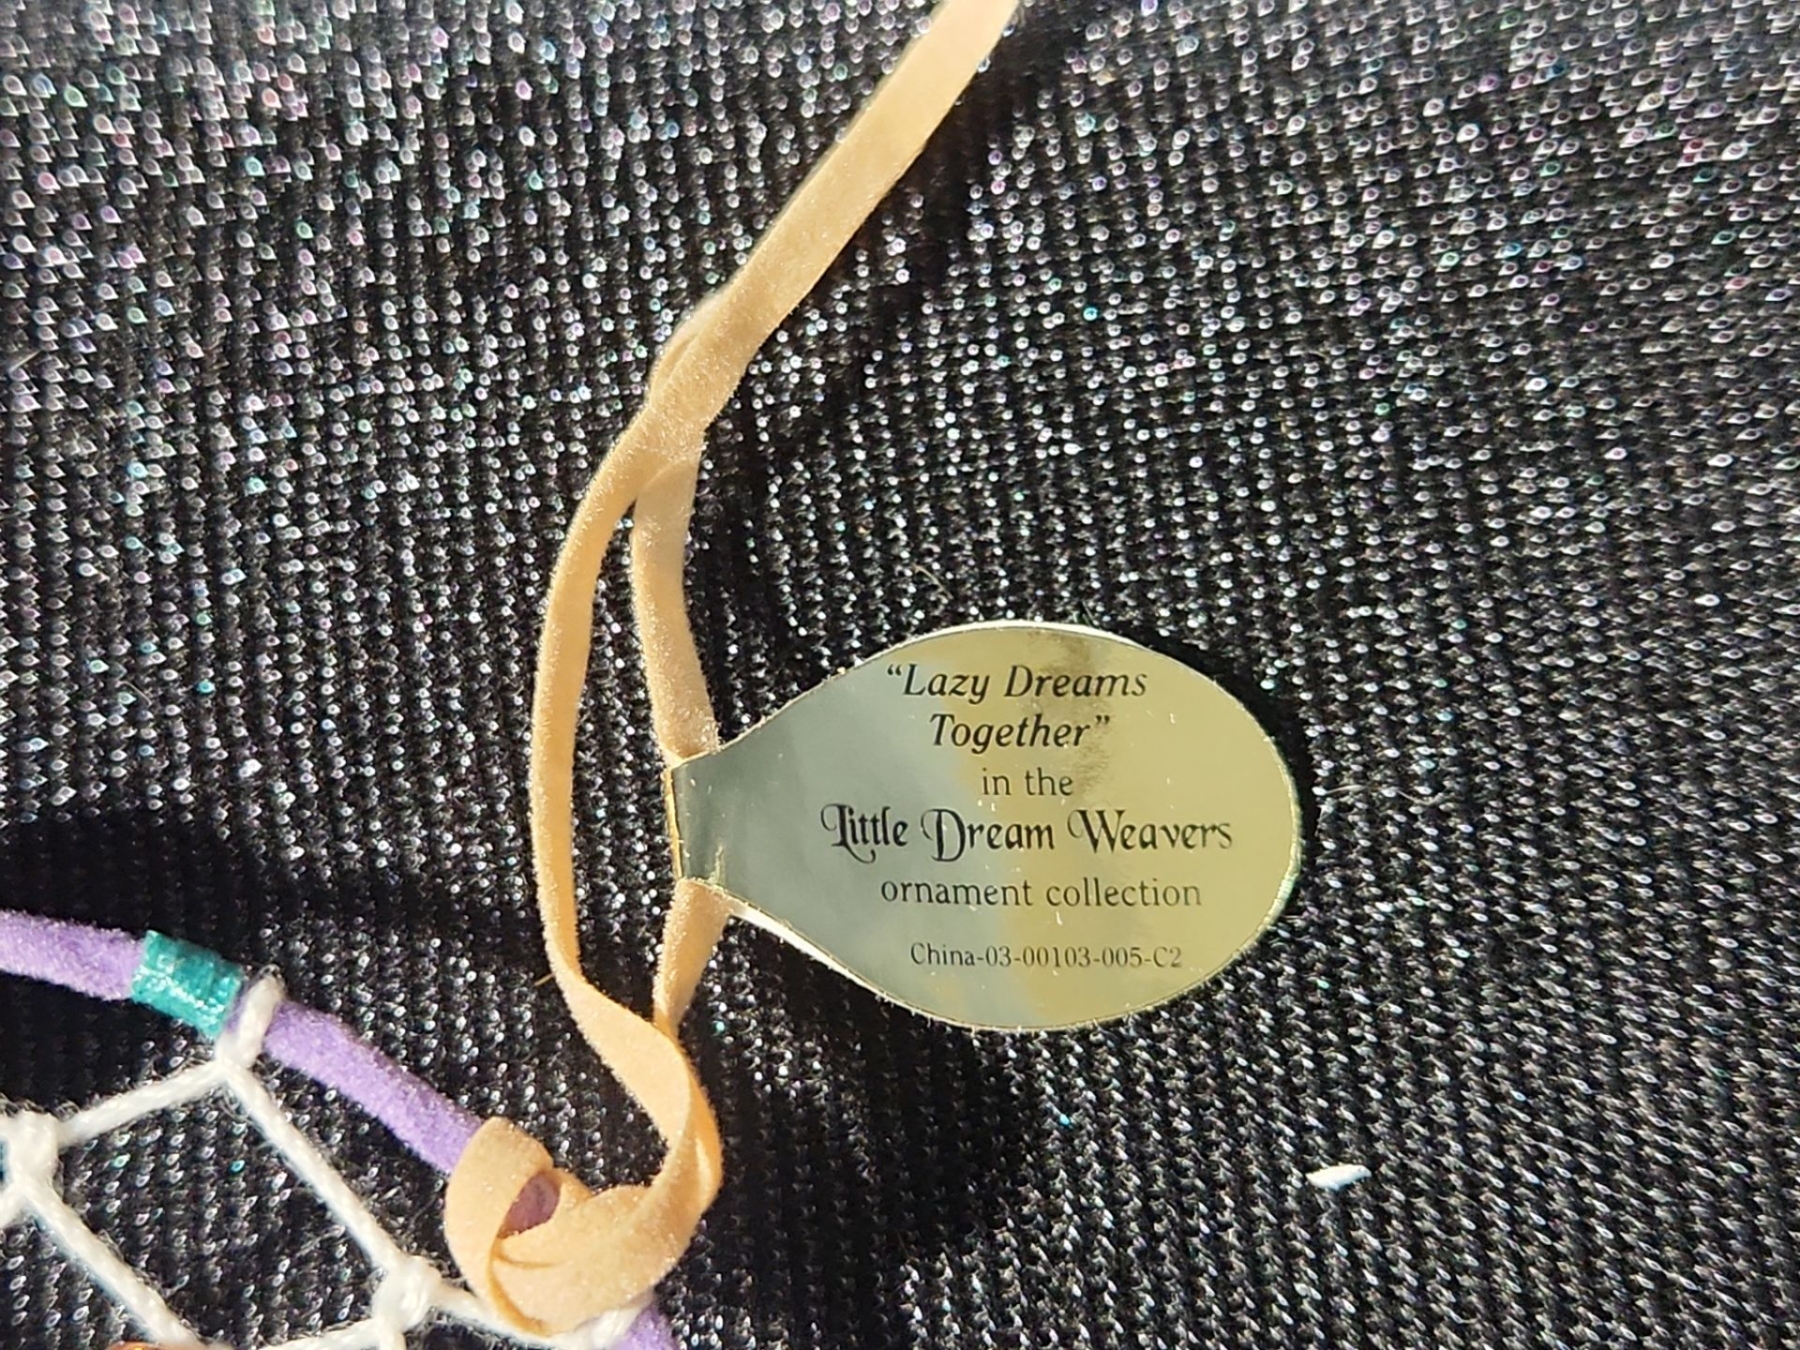 “Lazy Dreams
Together”
in the
Little Dream Weavers
ornament collection
China-03-00103-005-C2